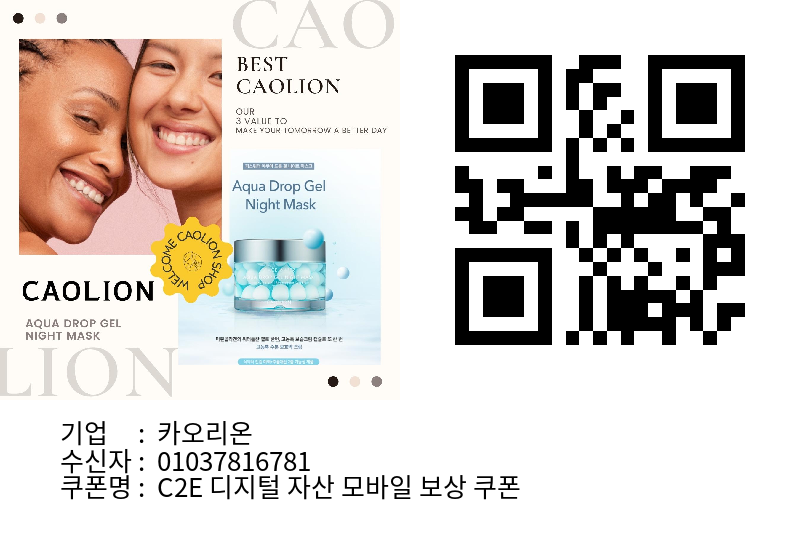 CAO
BEST
CAOLION
OUR
3 VALUE TO
MAKE YOUR TOMORROW A BETTER DAY
Aqua Drop Gel
Night Mask
WELCOME CAOLION SHOP
CAOLION
AQUA DROP GEL
NIGHT MASK
LION
기업 : 카오리온
수신자 : 01037816781
쿠폰명 : C2E 디지털 자산 모바일 보상 쿠폰